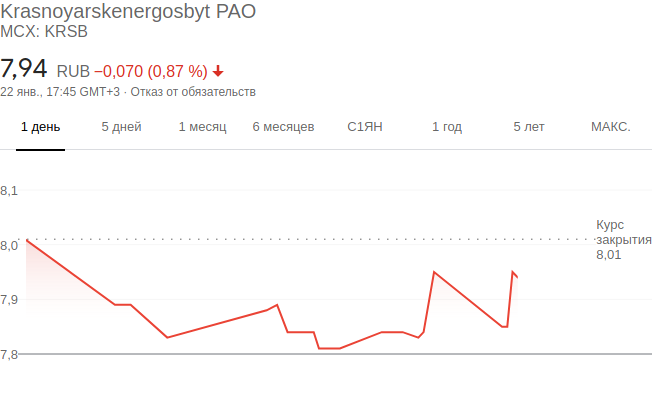 Krasnoyarskenergosbyt PAO
MCX: KRSB
7,94 RUB −0,070 (0,87 %)
22 янв., 17:45 GMT+3 · Отказ от обязательств
1 день 5 дней 1 месяц 6 месяцев С1ЯН 1 год 5 лет МАКС.
8,1
8,0
7,9
7,8
Курс
закрытия
8,01